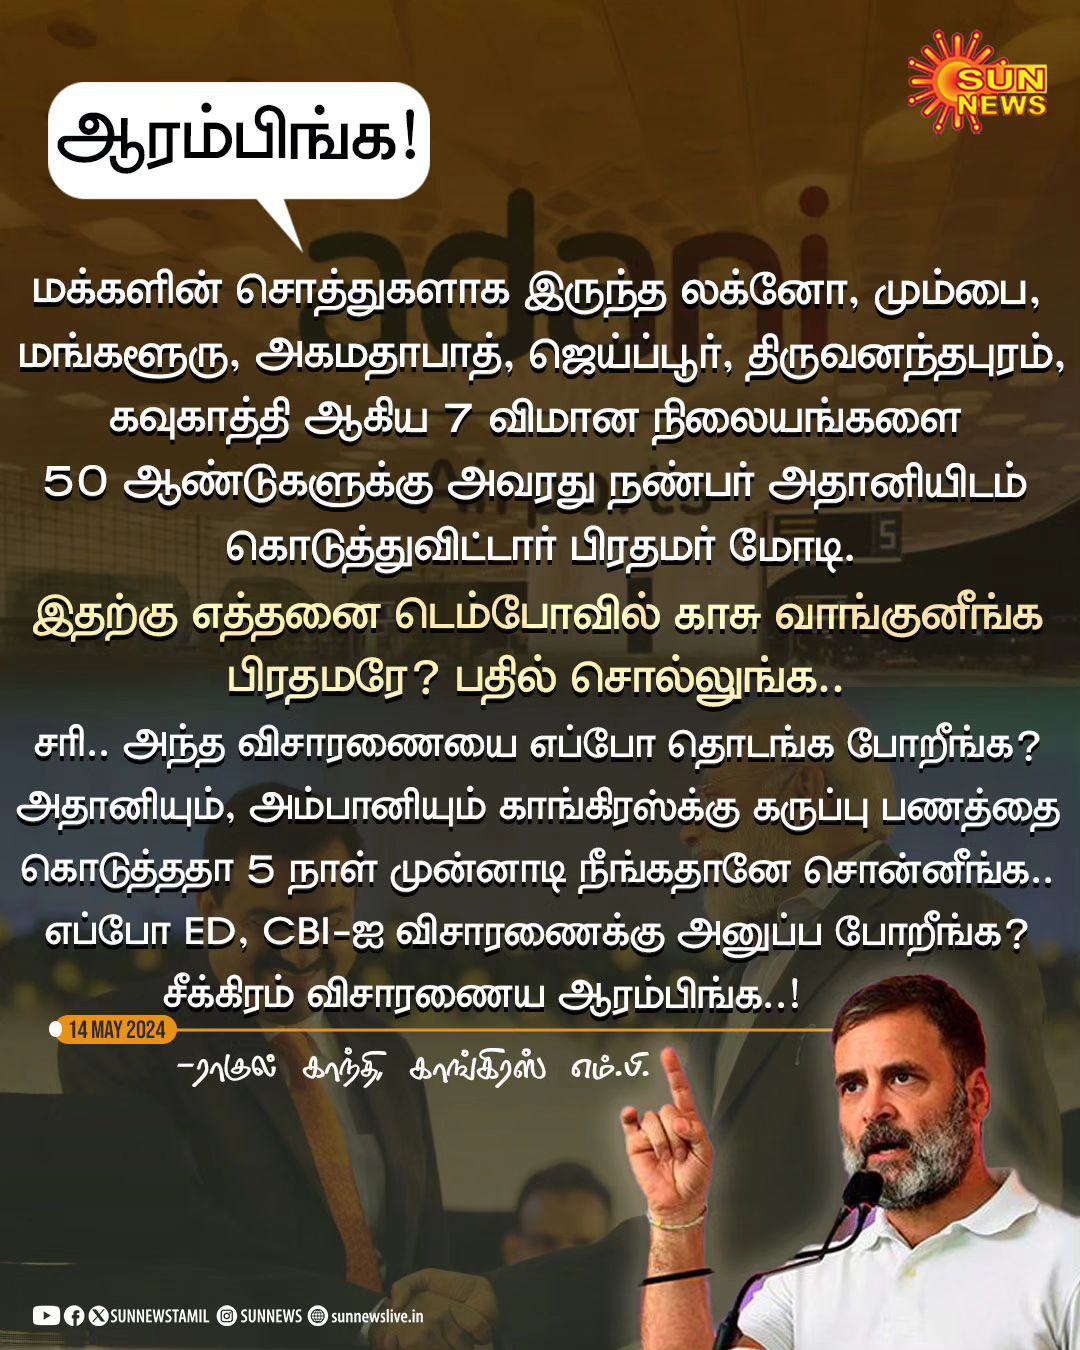 SUN
NEWS
ஆரம்பிங்க!
adani
Airports
5
மக்களின் சொத்துகளாக இருந்த லக்னோ, மும்பை,
மங்களூரு, அகமதாபாத், ஜெய்ப்பூர், திருவனந்தபுரம்,
கவுகாத்தி ஆகிய 7 விமான நிலையங்களை
50 ஆண்டுகளுக்கு அவரது நண்பர் அதானியிடம்
கொடுத்துவிட்டார் பிரதமர் மோடி.
இதற்கு எத்தனை டெம்போவில் காசு வாங்குனீங்க
பிரதமரே? பதில் சொல்லுங்க..
சரி.. அந்த விசாரணையை எப்போ தொடங்க போறீங்க?
அதானியும், அம்பானியும் காங்கிரஸ்க்கு கருப்பு பணத்தை
கொடுத்ததா 5 நாள் முன்னாடி நீங்கதானே சொன்னீங்க..
எப்போ ED, CBI-ஐ விசாரணைக்கு அனுப்ப போறீங்க?
சீக்கிரம் விசாரணைய ஆரம்பிங்க..!
14 MAY 2024
-ராகுல் காந்தி, காங்கிரஸ் எம்.பி.
SUNNEWSTAMIL SUNNEWS sunnewslive.in